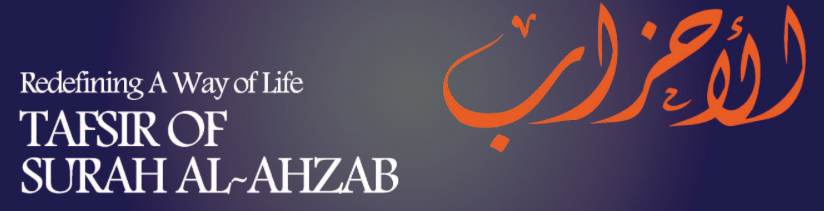 الأحزاب
Redefining A Way of Life
TAFSIR OF
SURAH AL~AHZAB